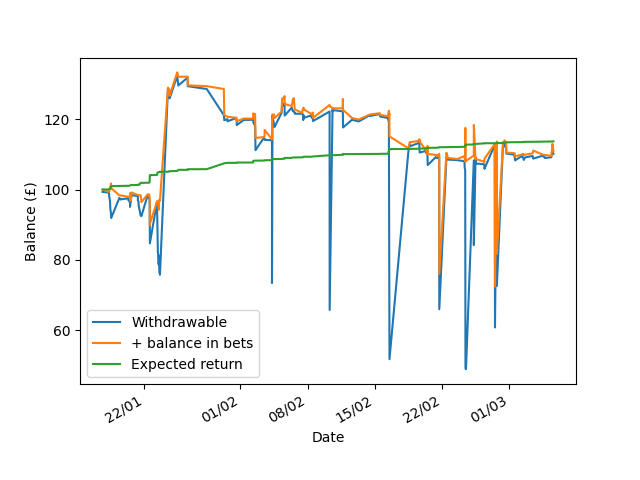 120
100
80
60
Balance (£)
Withdrawable
+ balance in bets
Expected return
22/01
01/02
08/02
15/02
22/02
01/03
Date